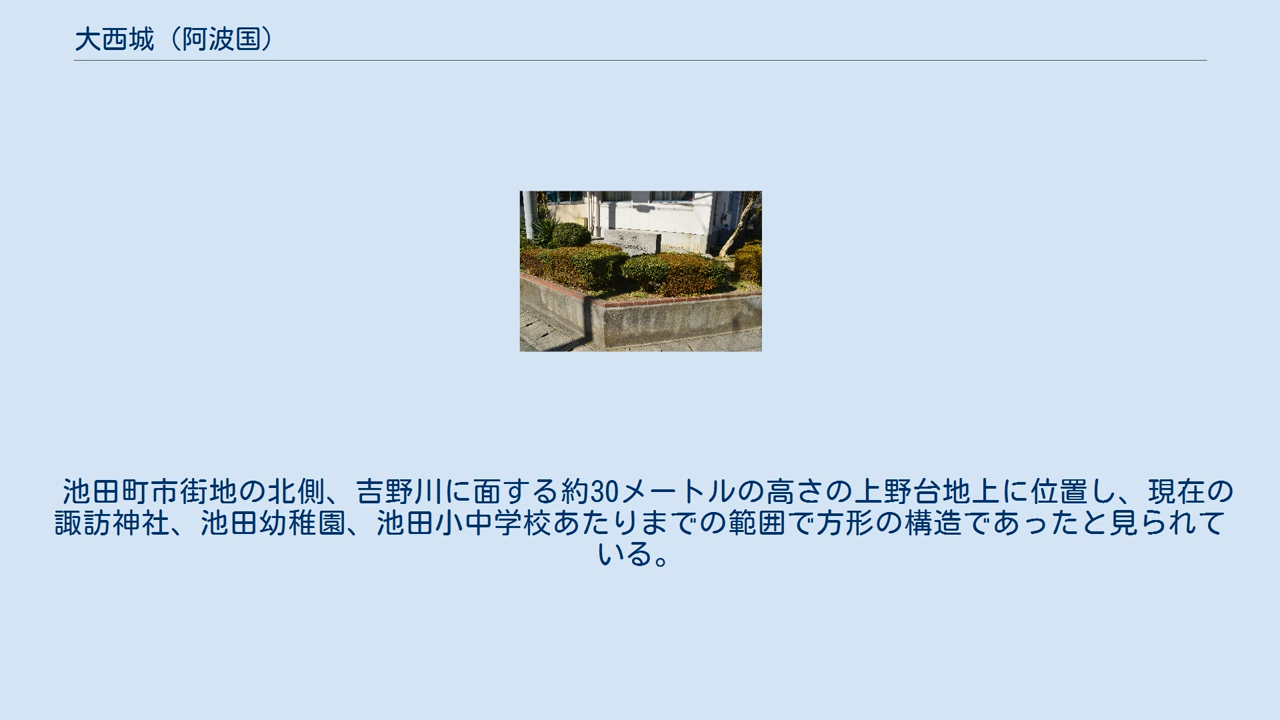 大西城（阿波国）
池田町市街地の北側、吉野川に面する約30メートルの高さの上野台地上に位置し、現在の
諏訪神社、池田幼稚園、池田小中学校あたりまでの範囲で方形の構造であったと見られて
いる。